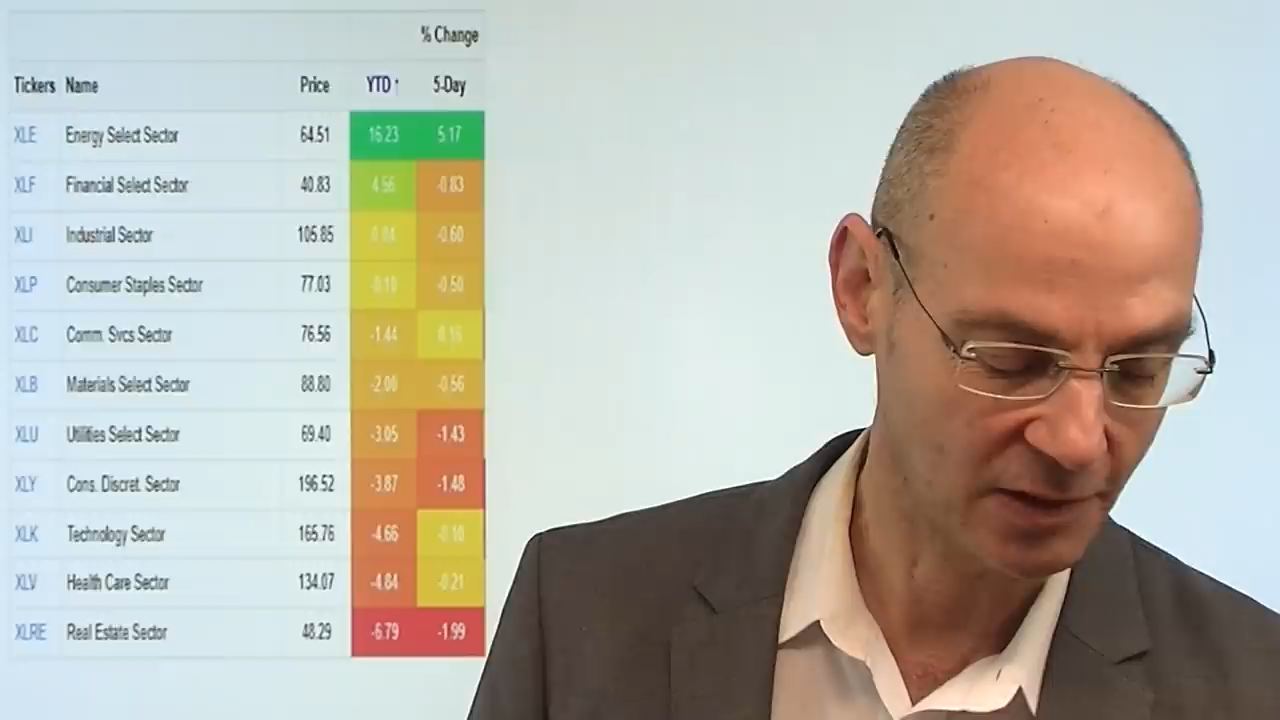 % Change
Tickers Name Price YTD ↑ 5-Day
XLE Energy Select Sector 64.51 16.23 5.17
XLF Financial Select Sector 40.83 4.56 -0.83
XLI Industrial Sector 105.85 -0.60
XLP Consumer Staples Sector 77.03 -0.10 -0.50
XLC Comm. Svcs Sector 76.56 -1.44
XLB Materials Select Sector 88.80 -2.00 -0.56
XLU Utilities Select Sector 69.40 -3.05 -1.43
XLY Cons. Discret. Sector 196.52 -3.87 -1.48
XLK Technology Sector 165.76 -4.66 -0.10
XLV Health Care Sector 134.07 -4.84 -0.21
XLRE Real Estate Sector 48.29 -6.79 -1.99